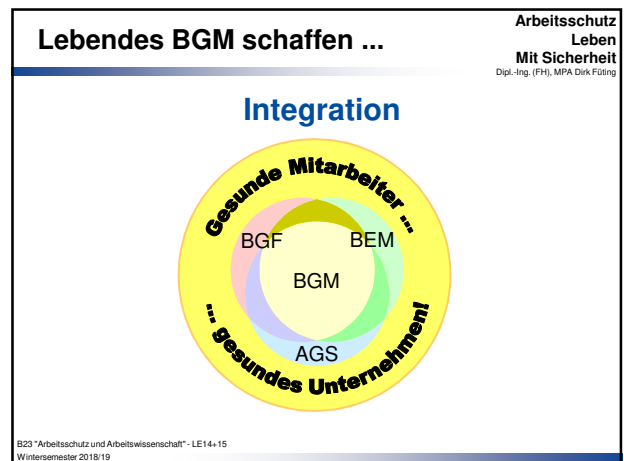 Lebendes BGM schaffen ...
Arbeitsschutz
Leben
Mit Sicherheit
Dipl.-Ing. (FH), MPA Dirk Füting
Integration
Gesunde Mitarbeiter ...
BGF
BEM
BGM
AGS
... gesundes Unternehmen!
B23 "Arbeitsschutz und Arbeitswissenschaft" - LE14+15
Wintersemester 2018/19